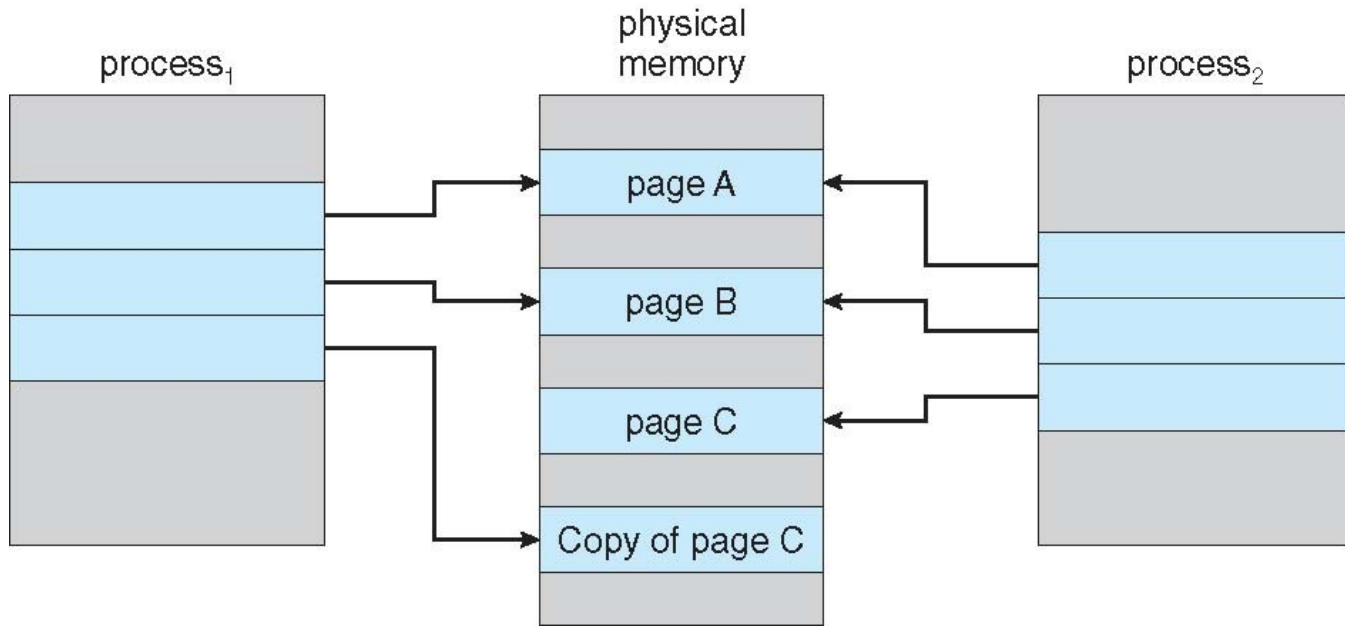 process₁
physical
memory
process₂
page A
page B
page C
Copy of page C